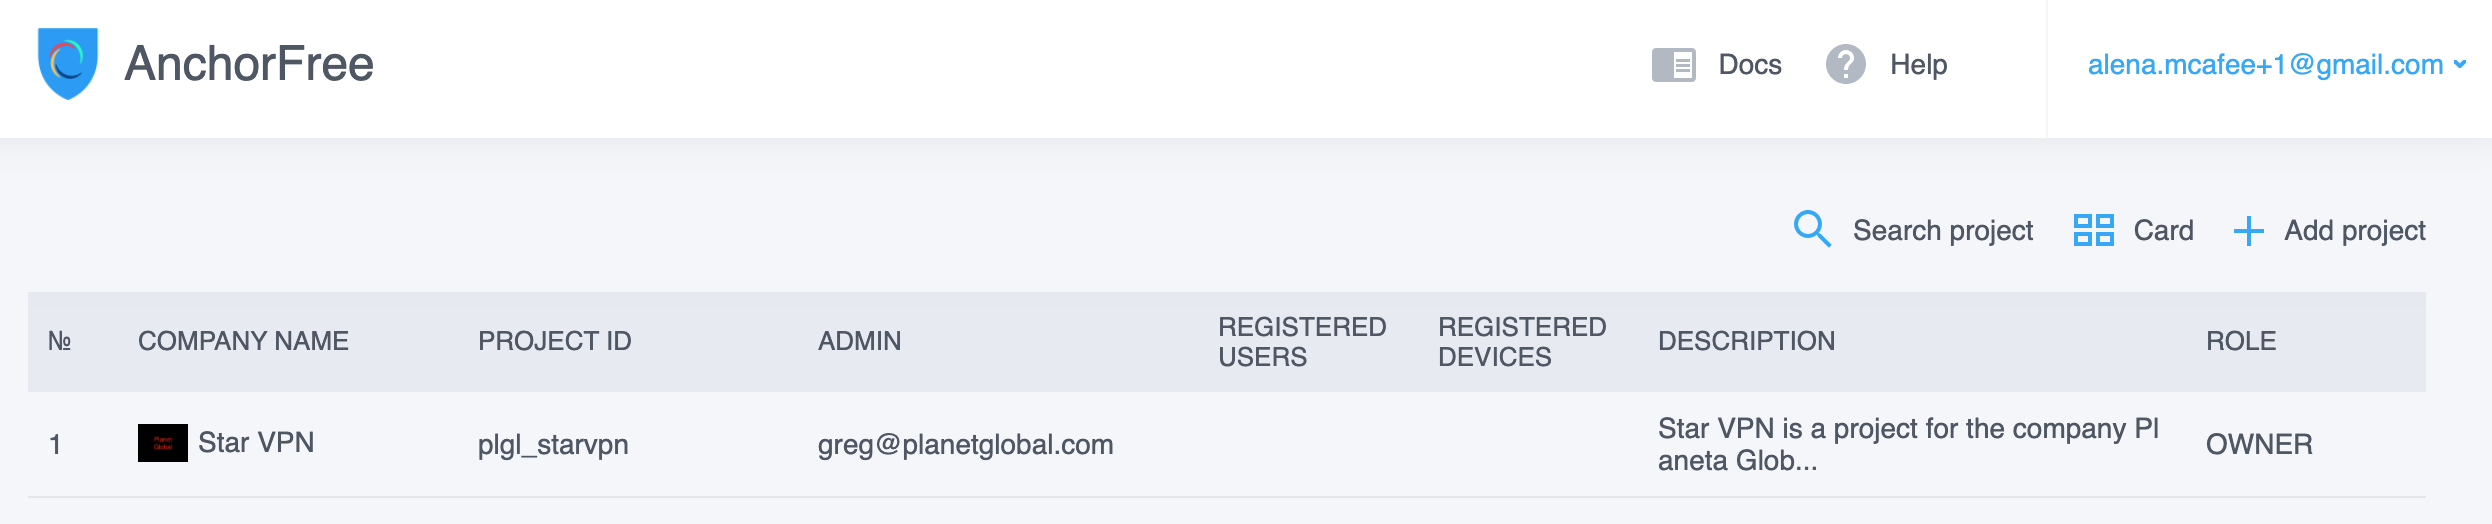 AnchorFree
Docs
? Help
alena.mcafee+1@gmail.com
Search project
Card
Add project
№
COMPANY NAME
PROJECT ID
ADMIN
REGISTERED
USERS
REGISTERED
DEVICES
DESCRIPTION
ROLE
1
Planet
Global
Star VPN
plgl_starvpn
greg@planetglobal.com
Star VPN is a project for the company Pl
aneta Glob...
OWNER